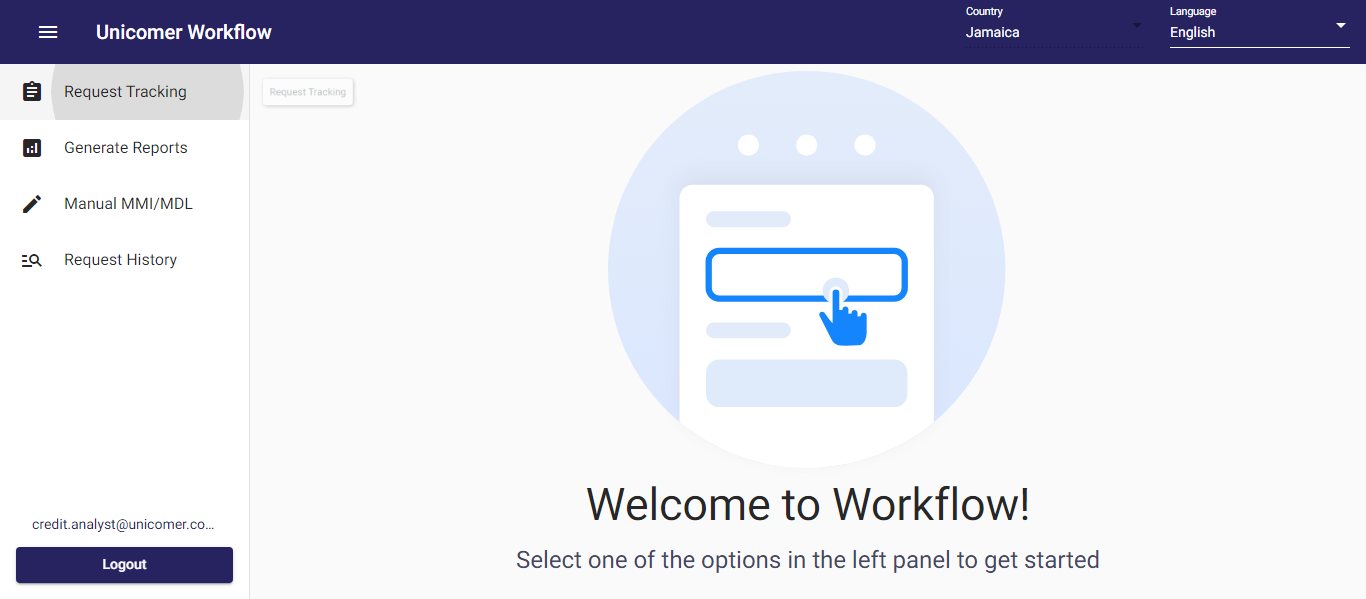 Unicomer Workflow
Country
Jamaica
Language
English
Request Tracking
Request Tracking
Generate Reports
Manual MMI/MDL
Request History
Welcome to Workflow!
Select one of the options in the left panel to get started
credit.analyst@unicomer.co...
Logout